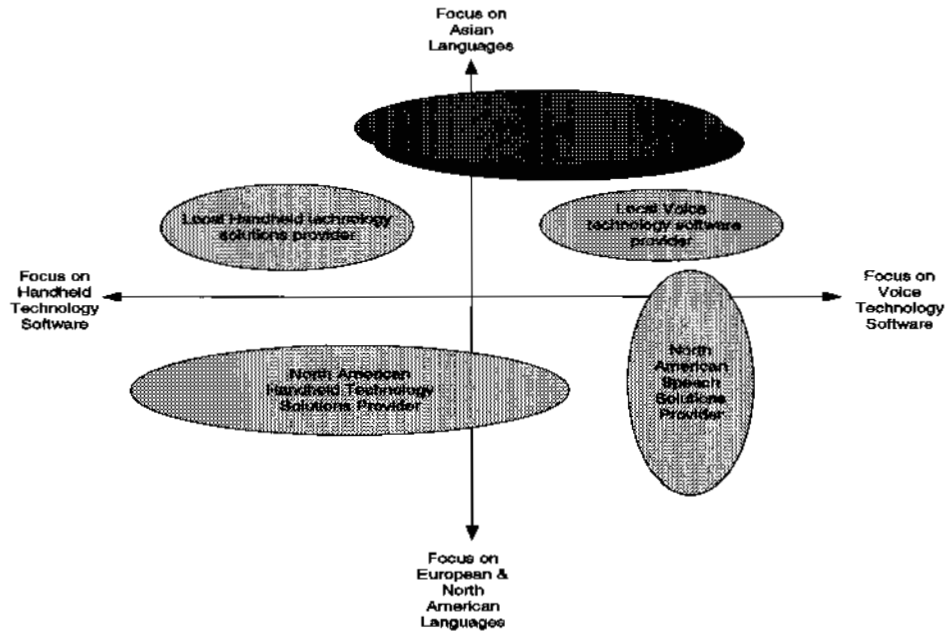 Focus on
Asian
Languages
Local Handheld technology
solutions provider
Local Voice
technology software
provider
Focus on
Handheld
Technology
Software
Focus on
Voice
Technology
Software
North American
Handheld Technology
Solutions Provider
North
American
Speech
Solutions
Provider
Focus on
European &
North
American
Languages